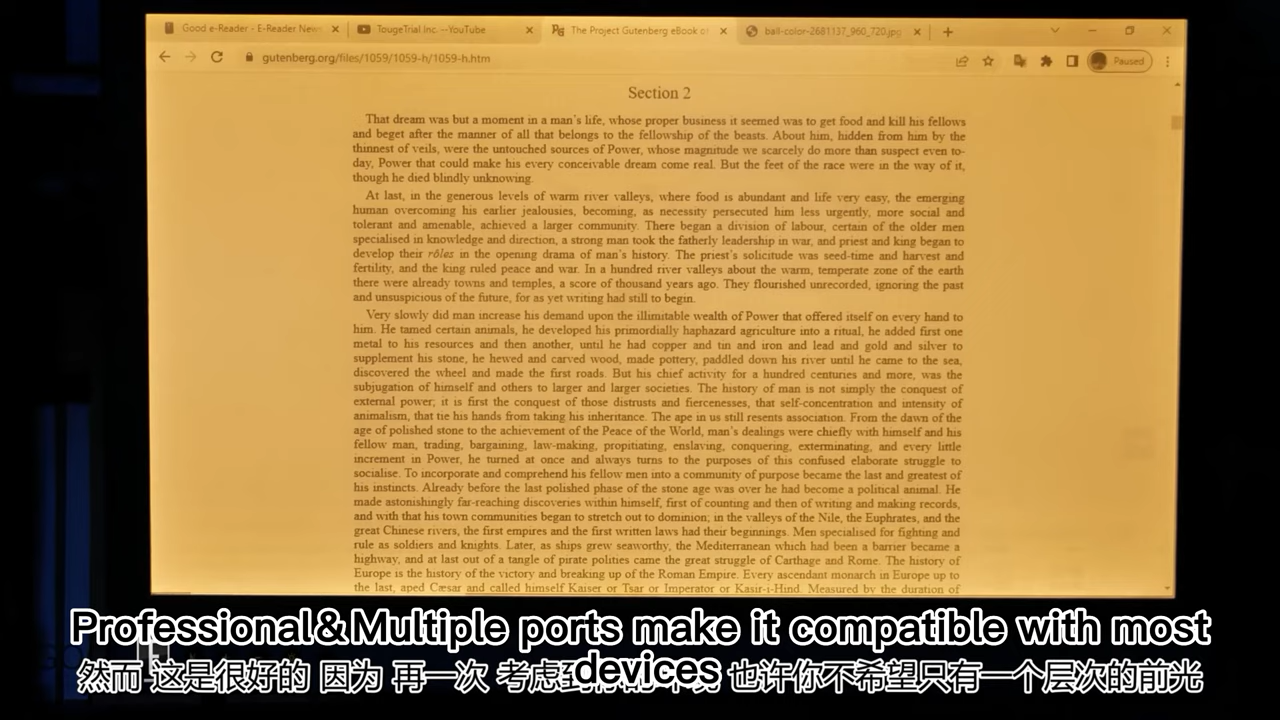 Good e-Reader - E-Reader New
TougeTrial Inc. - YouTube
The Project Gutenberg eBook of
ball-color-2681137_960_720.jpg
gutenberg.org/files/1059/1059-h/1059-h.htm
Paused
Section 2
That dream was but a moment in a man's life, whose proper business it seemed was to get food and kill his fellows
and beget after the manner of all that belongs to the fellowship of the beasts. About him, hidden from him by the
thinnest of veils, were the untouched sources of Power, whose magnitude we scarcely do more than suspect even to-
day, Power that could make his every conceivable dream come real. But the feet of the race were in the way of it,
though he died blindly unknowing.
At last, in the generous levels of warm river valleys, where food is abundant and life very easy, the emerging
human overcoming his earlier jealousies, becoming, as necessity persecuted him less urgently, more social and
tolerant and amenable, achieved a larger community. There began a division of labour, certain of the older men
specialised in knowledge and direction, a strong man took the fatherly leadership in war, and priest and king began to
develop their rôles in the opening drama of man's history. The priest's solicitude was seed-time and harvest and
fertility, and the king ruled peace and war. In a hundred river valleys about the warm, temperate zone of the earth
there were already towns and temples, a score of thousand years ago. They flourished unrecorded, ignoring the past
and unsuspicious of the future, for as yet writing had still to begin.
Very slowly did man increase his demand upon the illimitable wealth of Power that offered itself on every hand to
him. He tamed certain animals, he developed his primordially haphazard agriculture into a ritual, he added first one
metal to his resources and then another, until he had copper and tin and iron and lead and gold and silver to
supplement his stone, he hewed and carved wood, made pottery, paddled down his river until he came to the sea,
discovered the wheel and made the first roads. But his chief activity for a hundred centuries and more, was the
subjugation of himself and others to larger and larger societies. The history of man is not simply the conquest of
external power; it is first the conquest of those distrusts and fiercenesses, that self-concentration and intensity of
animalism, that tie his hands from taking his inheritance. The ape in us still resents association. From the dawn of the
age of polished stone to the achievement of the Peace of the World, man's dealings were chiefly with himself and his
fellow man, trading, bargaining, law-making, propitiating, enslaving, conquering, exterminating, and every little
increment in Power, he turned at once and always turns to the purposes of this confused elaborate struggle to
socialise. To incorporate and comprehend his fellow men into a community of purpose became the last and greatest of
his instincts. Already before the last polished phase of the stone age was over he had become a political animal. He
made astonishingly far-reaching discoveries within himself, first of counting and then of writing and making records,
and with that his town communities began to stretch out to dominion; in the valleys of the Nile, the Euphrates, and the
great Chinese rivers, the first empires and the first written laws had their beginnings. Men specialised for fighting and
rule as soldiers and knights. Later, as ships grew seaworthy, the Mediterranean which had been a barrier became a
highway, and at last out of a tangle of pirate polities came the great struggle of Carthage and Rome. The history of
Europe is the history of the victory and breaking up of the Roman Empire. Every ascendant monarch in Europe up to
the last, aped Cæsar and called himself Kaiser or Tsar or Imperator or Kasir-i-Hind. Measured by the duration of
Professional&Multiple ports make it compatible with most
devices
然而 这是很好的 因为 再一次 考虑到 也许你不希望只有一个层次的前光